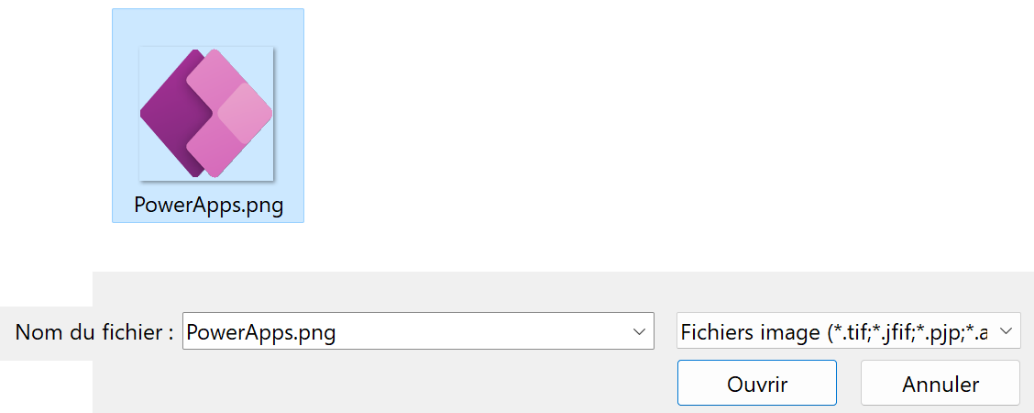 PowerApps.png
Nom du fichier : PowerApps.png Fichiers image (*.tif;*.jfif;*.pjp;*.a
Ouvrir Annuler